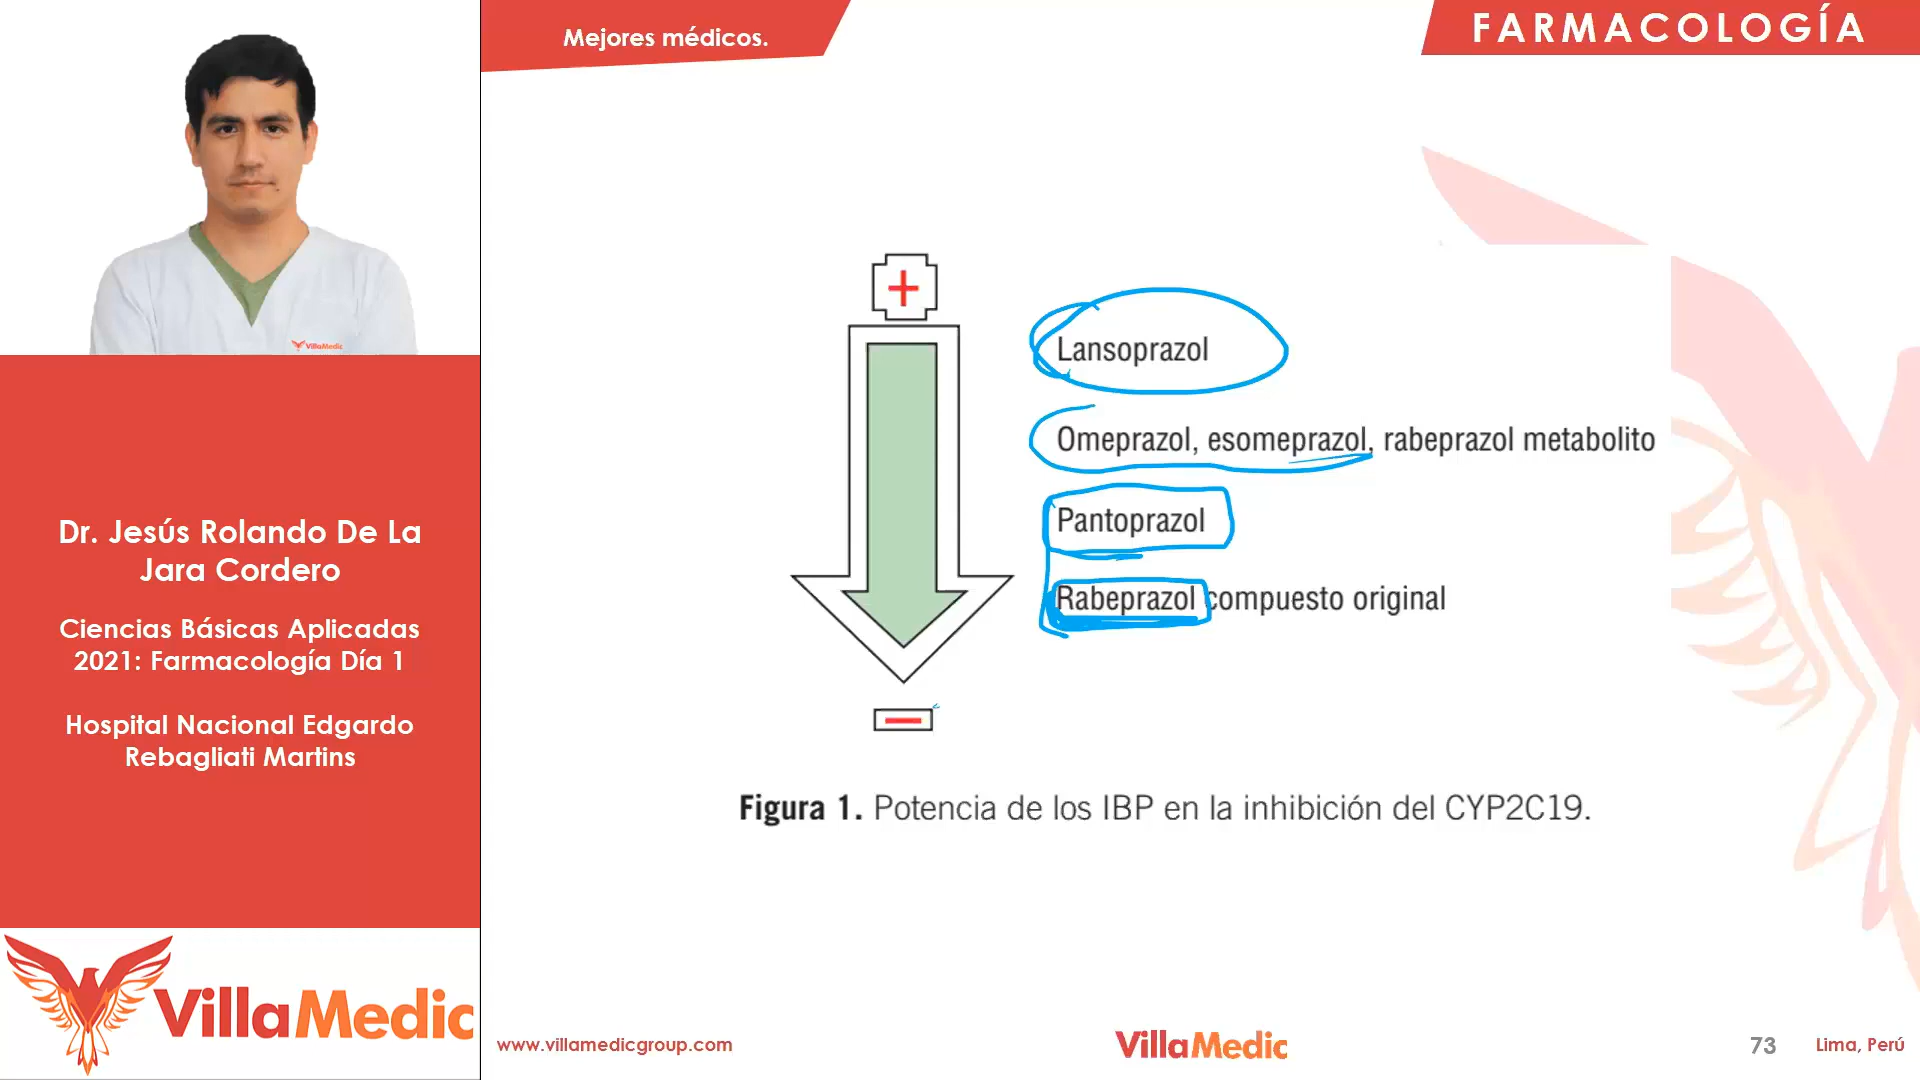 Mejores médicos.
FARMACOLOGÍA
VillaMedic
Dr. Jesús Rolando De La
Jara Cordero
Ciencias Básicas Aplicadas
2021: Farmacología Día 1
Hospital Nacional Edgardo
Rebagliati Martins
VillaMedic
+
Lansoprazol
Omeprazol, esomeprazol, rabeprazol metabolito
Pantoprazol
Rabeprazol compuesto original
−
Figura 1. Potencia de los IBP en la inhibición del CYP2C19.
www.villamedicgroup.com
VillaMedic
73
Lima, Perú